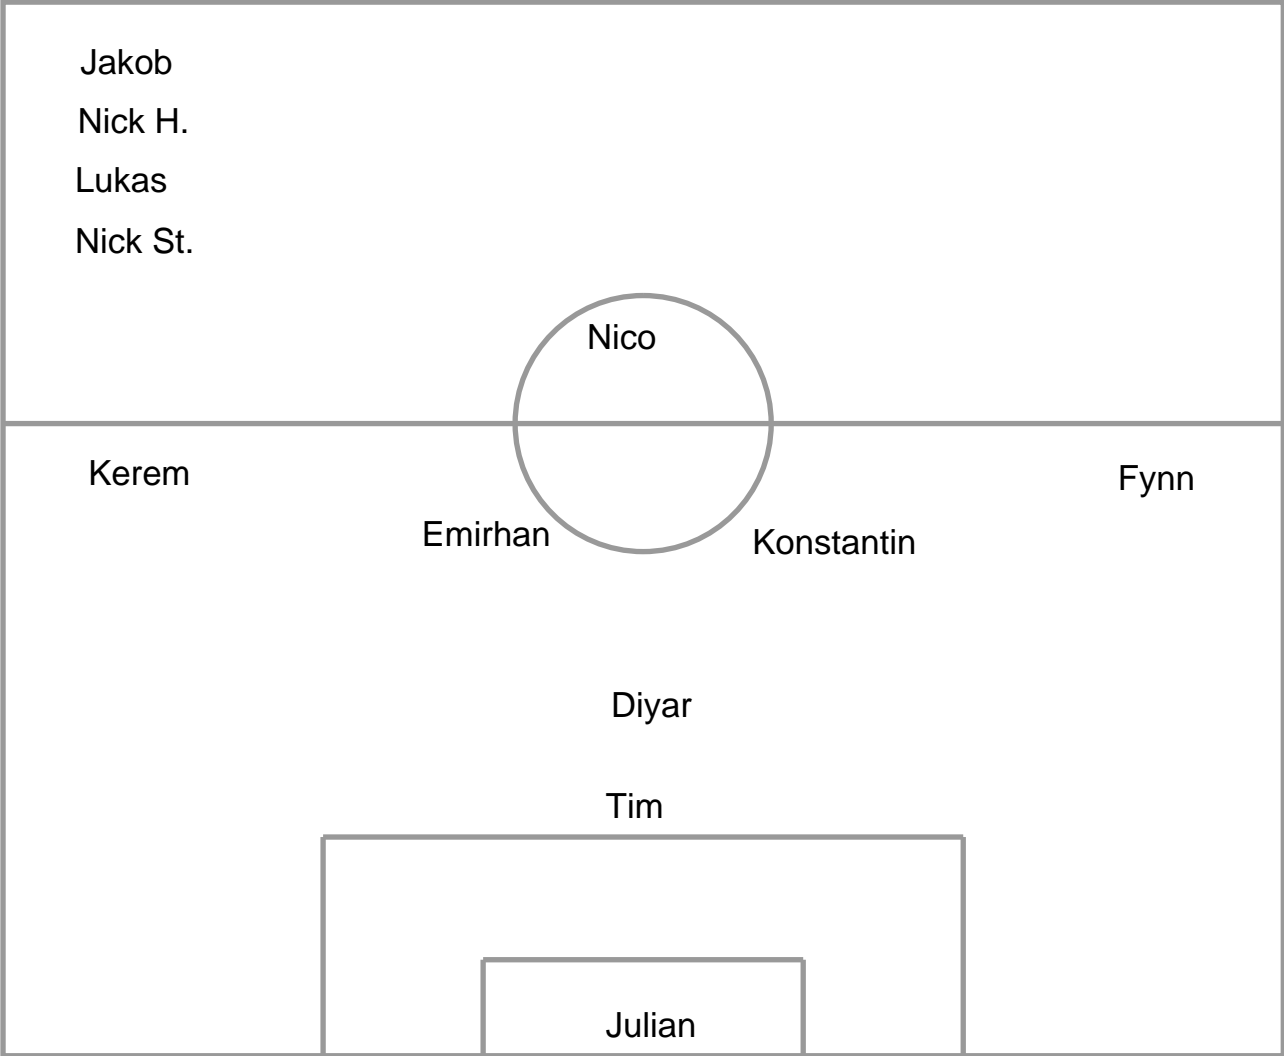 Jakob
Nick H.
Lukas
Nick St.
Nico
Kerem
Fynn
Emirhan
Konstantin
Diyar
Tim
Julian